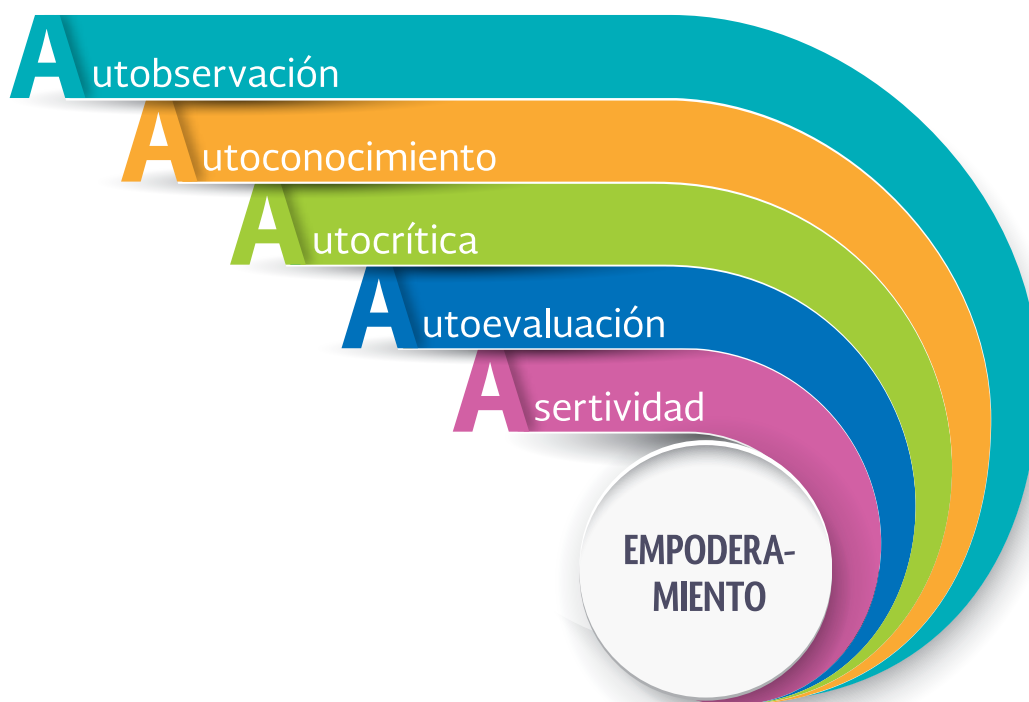 Autobservación
Autoconocimiento
Autocrítica
Autoevaluación
Asertividad
EMPODERA-
MIENTO